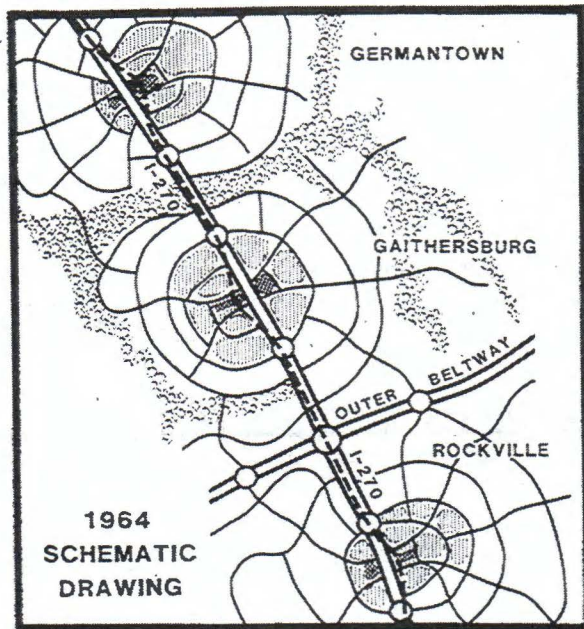 GERMANTOWN
I-270
GAITHERSBURG
OUTER BELTWAY
ROCKVILLE
I-270
1964
SCHEMATIC
DRAWING